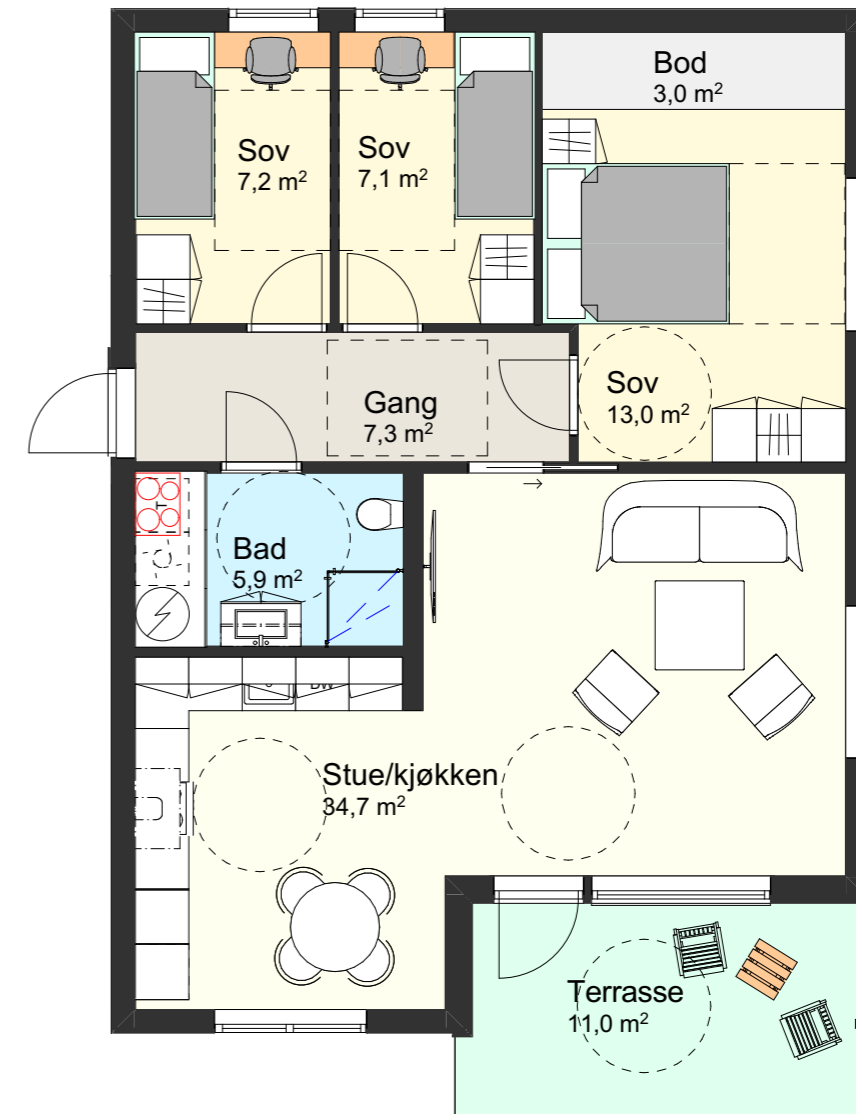 Bod
3,0 m²
Sov
7,2 m²
Sov
7,1 m²
Sov
13,0 m²
Gang
7,3 m²
T
Bad
5,9 m²
DW
Stue/kjøkken
34,7 m²
Terrasse
11,0 m²